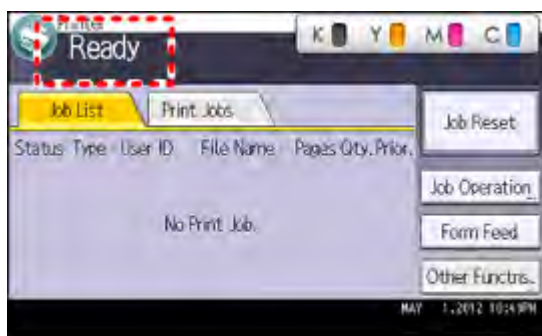 Printer
Ready
K Y M C
Job List Print Jobs
Job Reset
Status Type User ID File Name Pages Qty. Prior.
Job Operation
No Print Job.
Form Feed
Other Functns.
MAY 1.2012 10:43PM